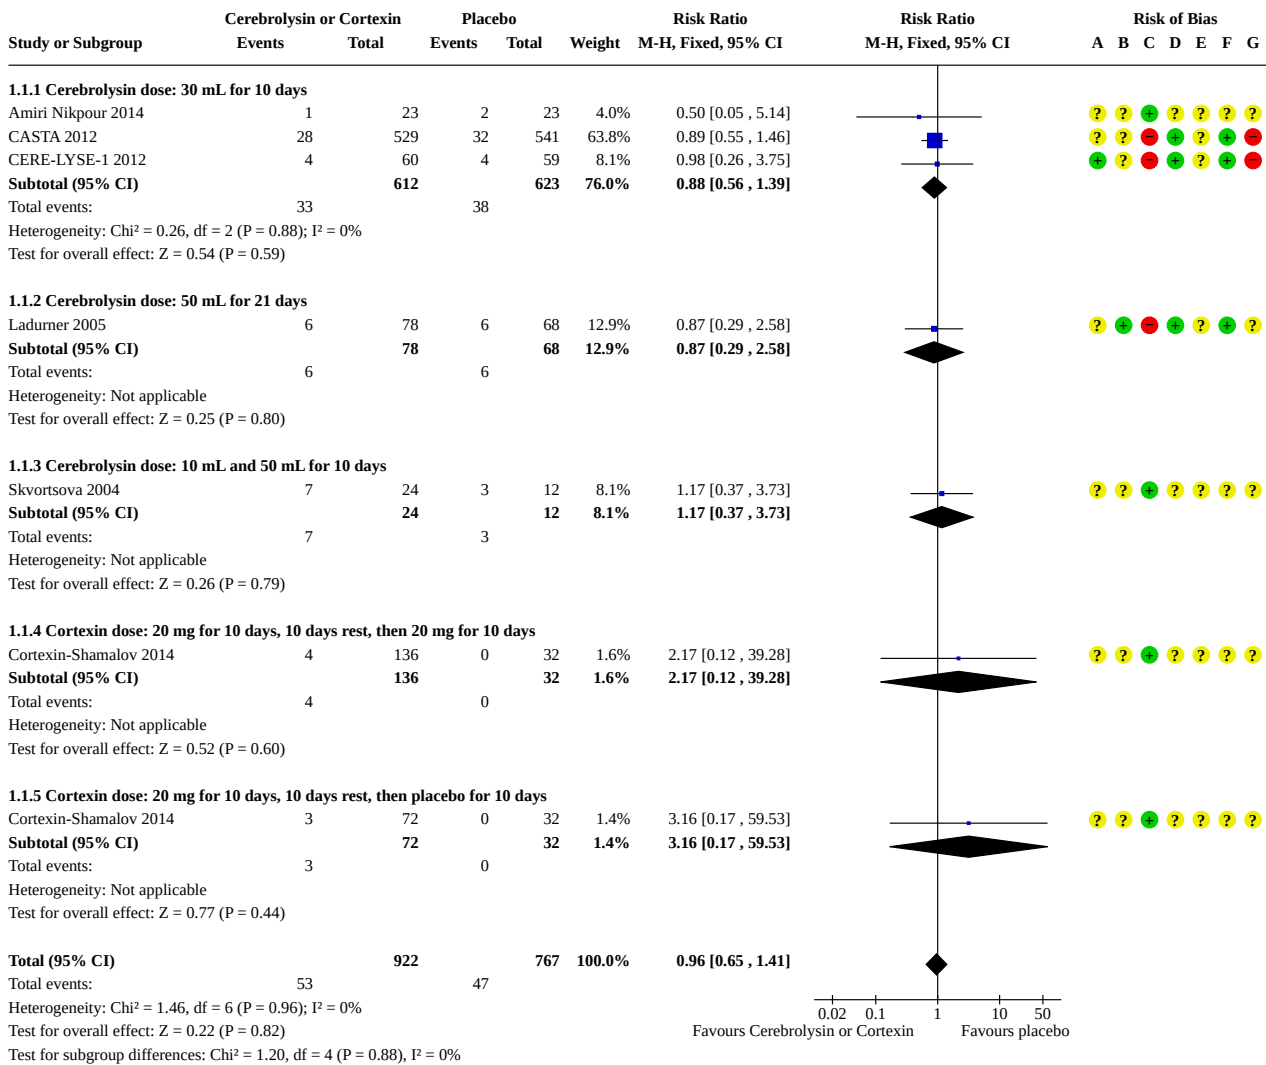 Cerebrolysin or Cortexin Placebo Risk Ratio Risk Ratio Risk of Bias
Study or Subgroup Events Total Events Total Weight M-H, Fixed, 95% CI M-H, Fixed, 95% CI A B C D E F G
1.1.1 Cerebrolysin dose: 30 mL for 10 days
Amiri Nikpour 2014 1 23 2 23 4.0% 0.50 [0.05 , 5.14] ? ? + ? ? ? ?
CASTA 2012 28 529 32 541 63.8% 0.89 [0.55 , 1.46] ? ? − + ? + −
CERE-LYSE-1 2012 4 60 4 59 8.1% 0.98 [0.26 , 3.75] + ? − + ? + −
Subtotal (95% CI) 612 623 76.0% 0.88 [0.56 , 1.39]
Total events: 33 38
Heterogeneity: Chi² = 0.26, df = 2 (P = 0.88); I² = 0%
Test for overall effect: Z = 0.54 (P = 0.59)
1.1.2 Cerebrolysin dose: 50 mL for 21 days
Ladurner 2005 6 78 6 68 12.9% 0.87 [0.29 , 2.58] ? + − + ? + ?
Subtotal (95% CI) 78 68 12.9% 0.87 [0.29 , 2.58]
Total events: 6 6
Heterogeneity: Not applicable
Test for overall effect: Z = 0.25 (P = 0.80)
1.1.3 Cerebrolysin dose: 10 mL and 50 mL for 10 days
Skvortsova 2004 7 24 3 12 8.1% 1.17 [0.37 , 3.73] ? ? + ? ? ? ?
Subtotal (95% CI) 24 12 8.1% 1.17 [0.37 , 3.73]
Total events: 7 3
Heterogeneity: Not applicable
Test for overall effect: Z = 0.26 (P = 0.79)
1.1.4 Cortexin dose: 20 mg for 10 days, 10 days rest, then 20 mg for 10 days
Cortexin-Shamalov 2014 4 136 0 32 1.6% 2.17 [0.12 , 39.28] ? ? + ? ? ? ?
Subtotal (95% CI) 136 32 1.6% 2.17 [0.12 , 39.28]
Total events: 4 0
Heterogeneity: Not applicable
Test for overall effect: Z = 0.52 (P = 0.60)
1.1.5 Cortexin dose: 20 mg for 10 days, 10 days rest, then placebo for 10 days
Cortexin-Shamalov 2014 3 72 0 32 1.4% 3.16 [0.17 , 59.53] ? ? + ? ? ? ?
Subtotal (95% CI) 72 32 1.4% 3.16 [0.17 , 59.53]
Total events: 3 0
Heterogeneity: Not applicable
Test for overall effect: Z = 0.77 (P = 0.44)
Total (95% CI) 922 767 100.0% 0.96 [0.65 , 1.41]
Total events: 53 47
Heterogeneity: Chi² = 1.46, df = 6 (P = 0.96); I² = 0%
0.02 0.1 1 10 50
Test for overall effect: Z = 0.22 (P = 0.82)
Favours Cerebrolysin or Cortexin Favours placebo
Test for subgroup differences: Chi² = 1.20, df = 4 (P = 0.88), I² = 0%